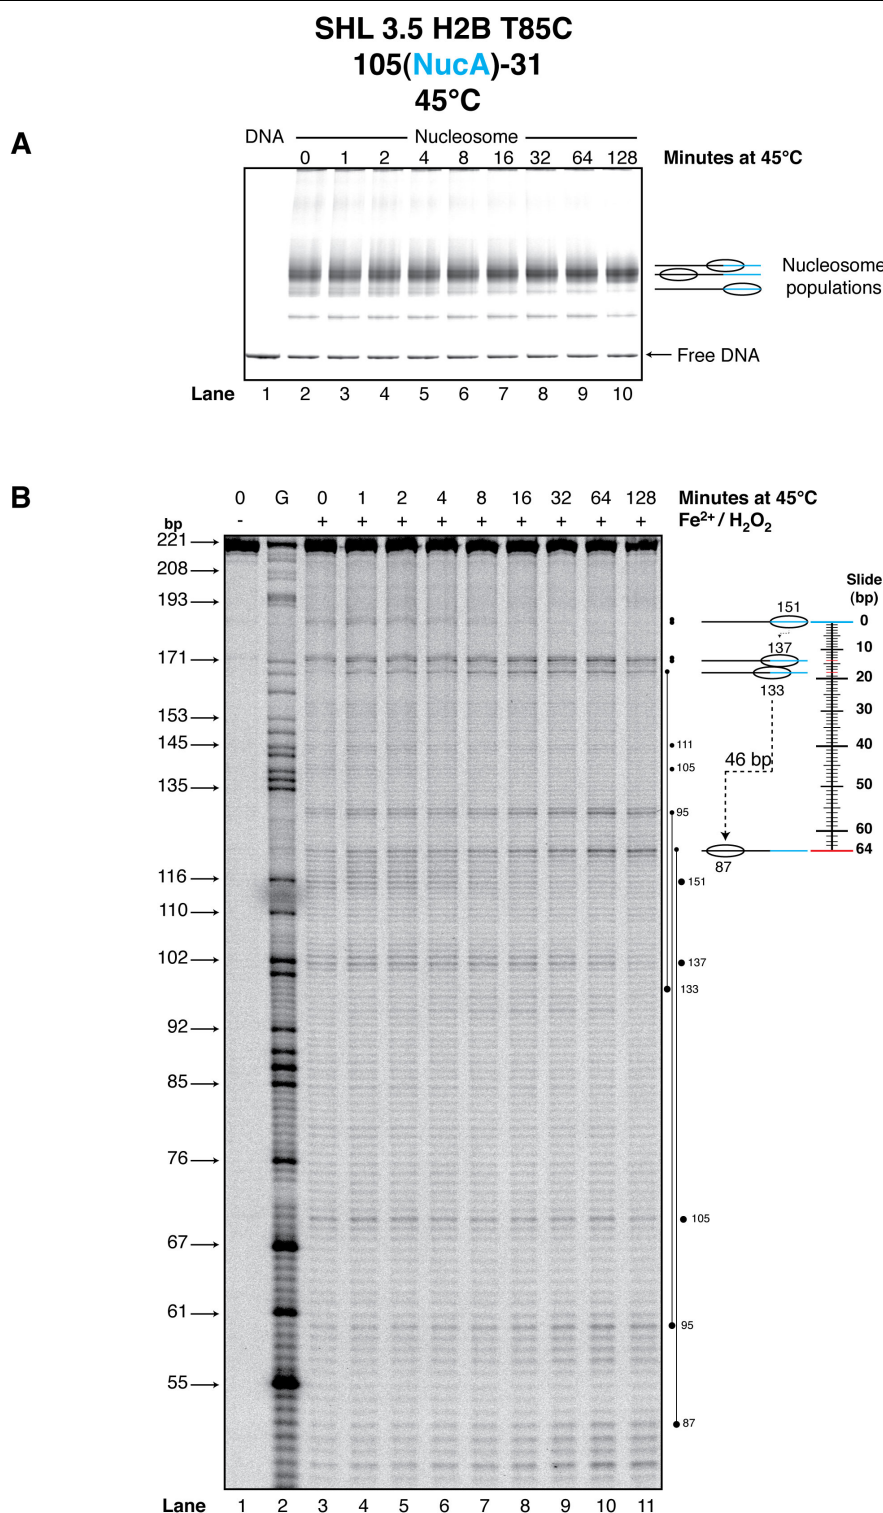 SHL 3.5 H2B T85C
105(NucA)-31
45°C
A
DNA Nucleosome
0 1 2 4 8 16 32 64 128 Minutes at 45°C
Nucleosome
populations
Free DNA
Lane 1 2 3 4 5 6 7 8 9 10
B
0 G 0 1 2 4 8 16 32 64 128 Minutes at 45°C
bp - + + + + + + + + + Fe2+ / H2O2
221
208
193
171
153
145
135
116
110
102
92
85
76
67
61
55
Slide
(bp)
151
0
10
137
20
133
30
111
40
105
46 bp
50
95
60
64
87
151
137
133
105
95
87
Lane 1 2 3 4 5 6 7 8 9 10 11